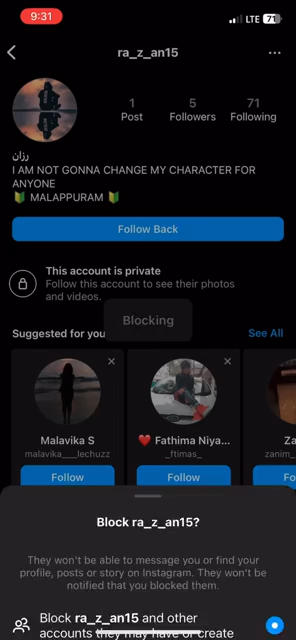 9:31
LTE 71
ra_z_an15
1 5 71
Post Followers Following
رزان
I AM NOT GONNA CHANGE MY CHARACTER FOR
ANYONE
🔰 MALAPPURAM 🔰
Follow Back
This account is private
Follow this account to see their photos
and videos.
Blocking
Suggested for you See All
Malavika S ❤️ Fathima Niya... Za
malavika____lechuzz _ftimas_ zanim_
Follow Follow
Block ra_z_an15?
They won't be able to message you or find your
profile, posts or story on Instagram. They won't be
notified that you blocked them.
Block ra_z_an15 and other
accounts they may have or create